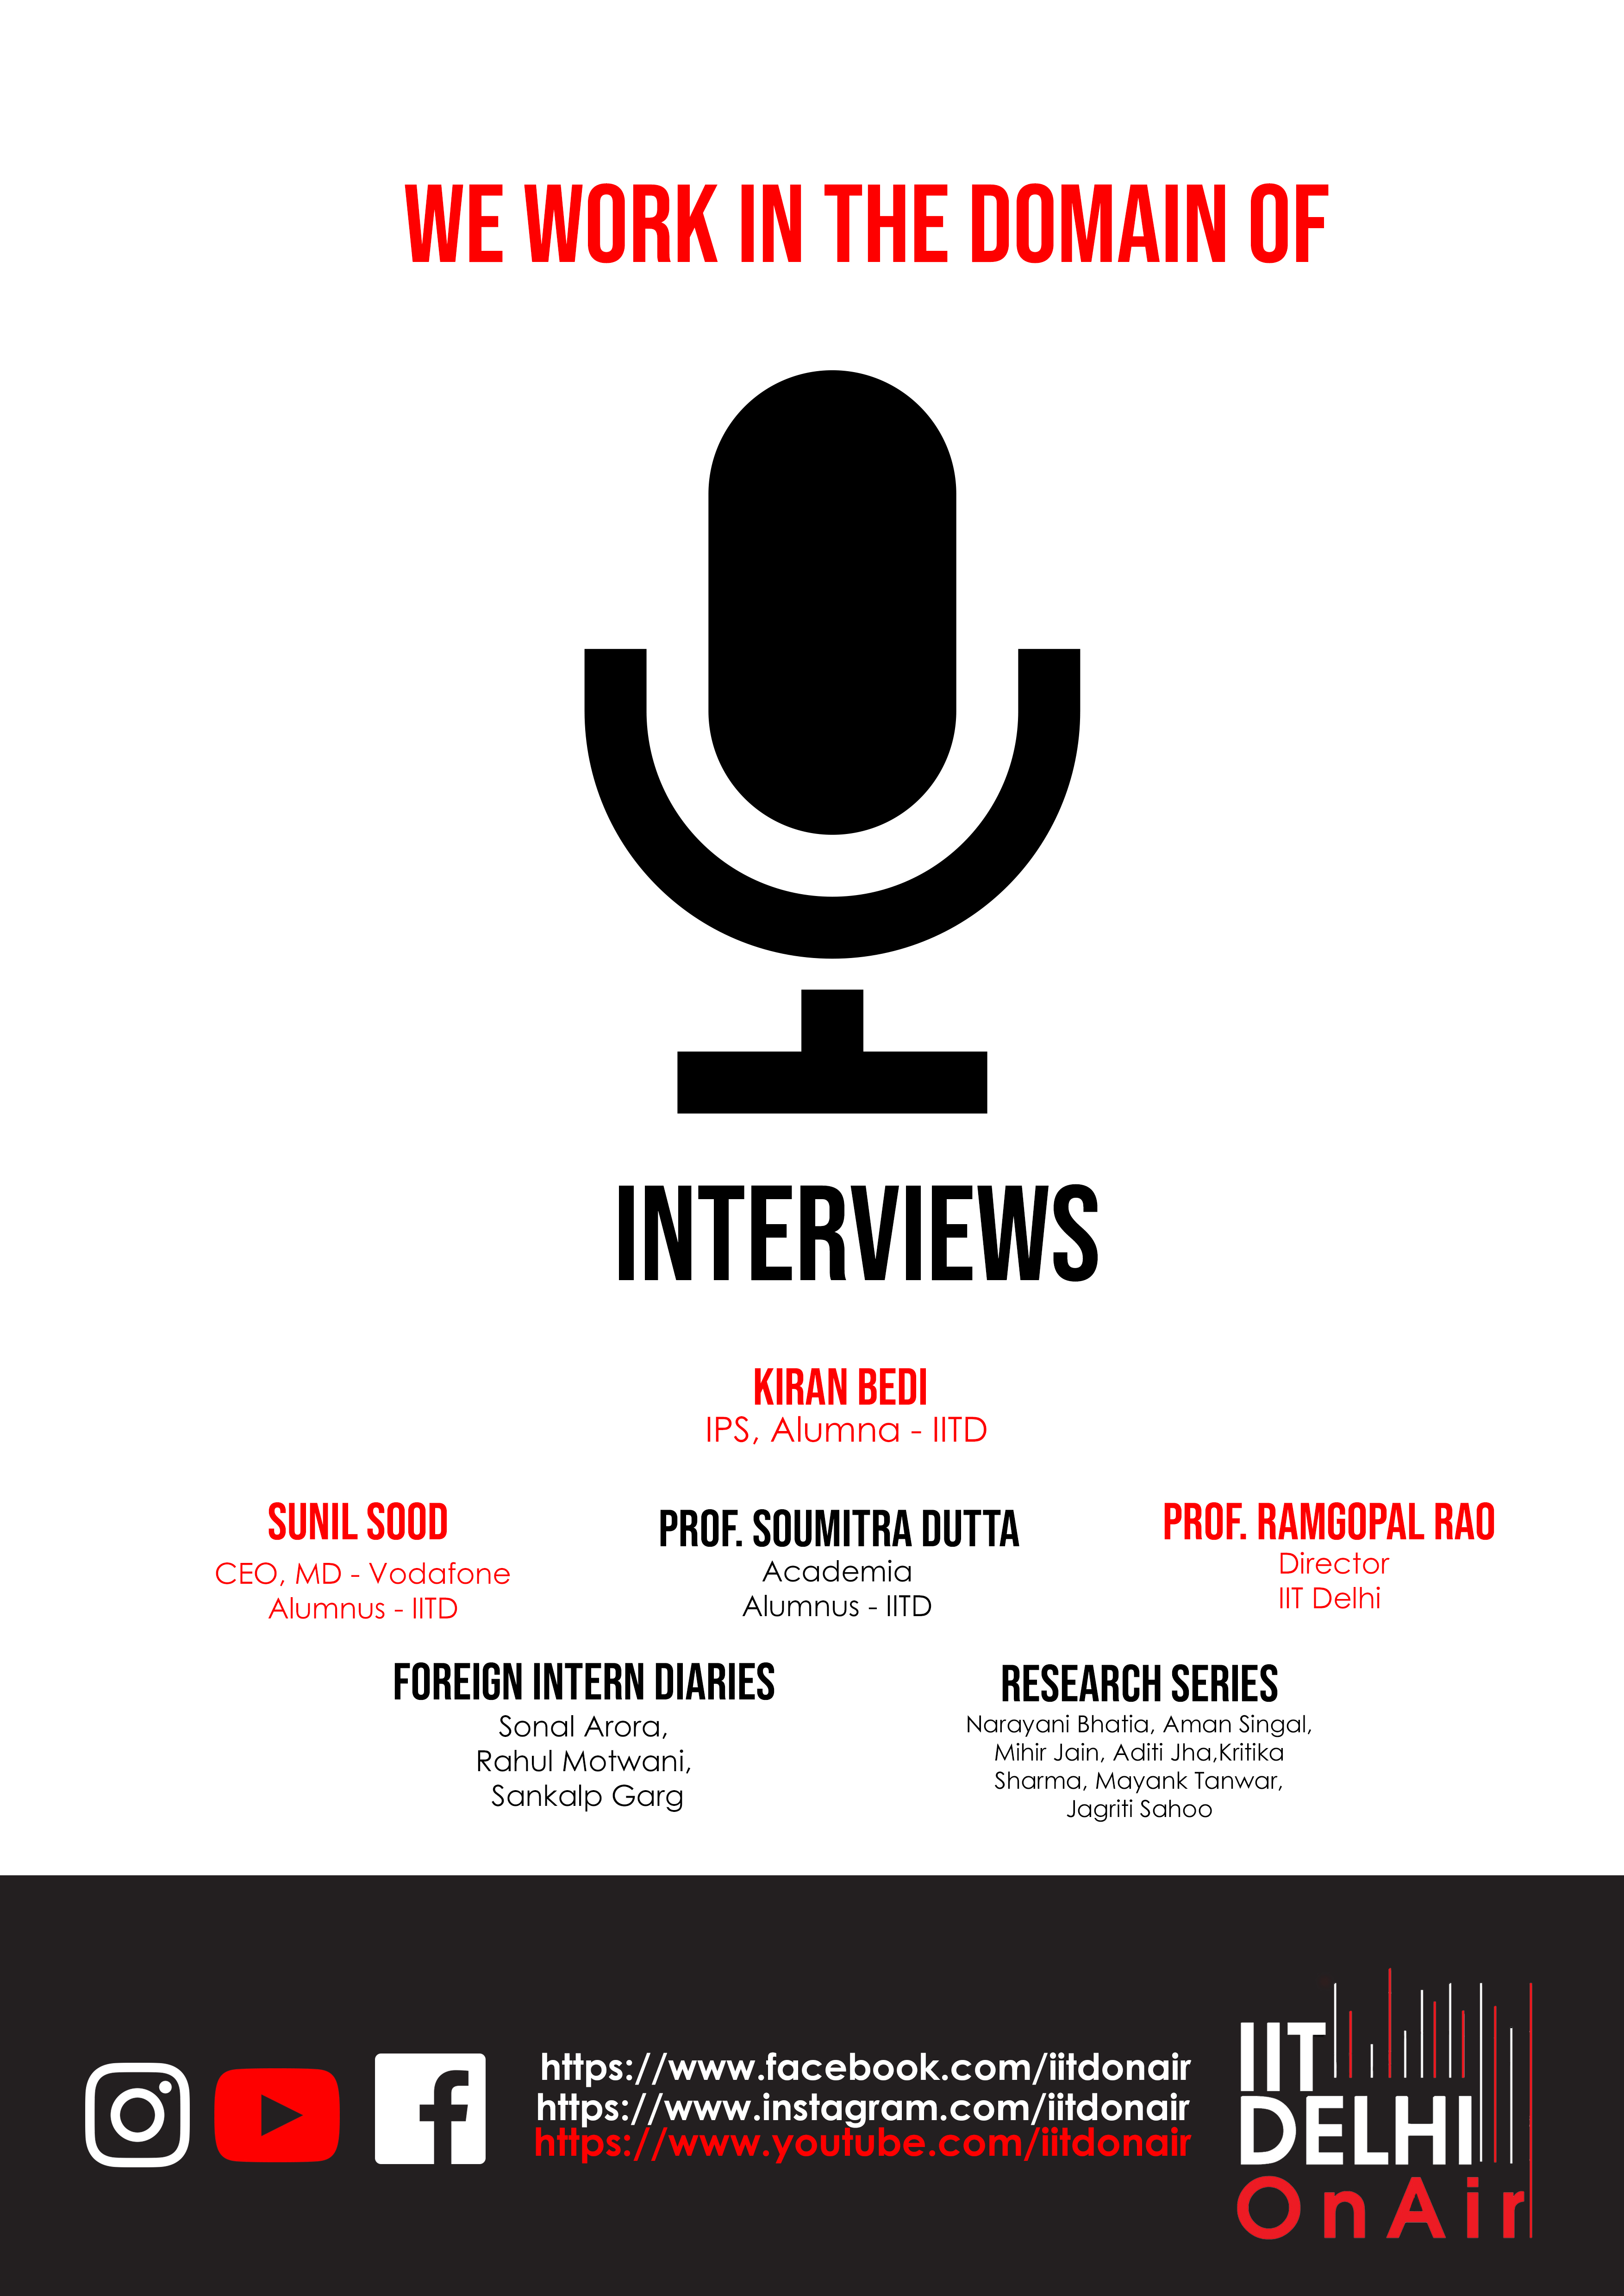 WE WORK IN THE DOMAIN OF
INTERVIEWS
KIRAN BEDI
IPS, Alumna - IITD
SUNIL SOOD
CEO, MD - Vodafone
Alumnus - IITD
PROF. SOUMITRA DUTTA
Academia
Alumnus - IITD
PROF. RAMGOPAL RAO
Director
IIT Delhi
FOREIGN INTERN DIARIES
Sonal Arora,
Rahul Motwani,
Sankalp Garg
RESEARCH SERIES
Narayani Bhatia, Aman Singal,
Mihir Jain, Aditi Jha,Kritika
Sharma, Mayank Tanwar,
Jagriti Sahoo
https://www.facebook.com/iitdonair
https://www.instagram.com/iitdonair
https://www.youtube.com/iitdonair
IIT
DELHI
OnAir